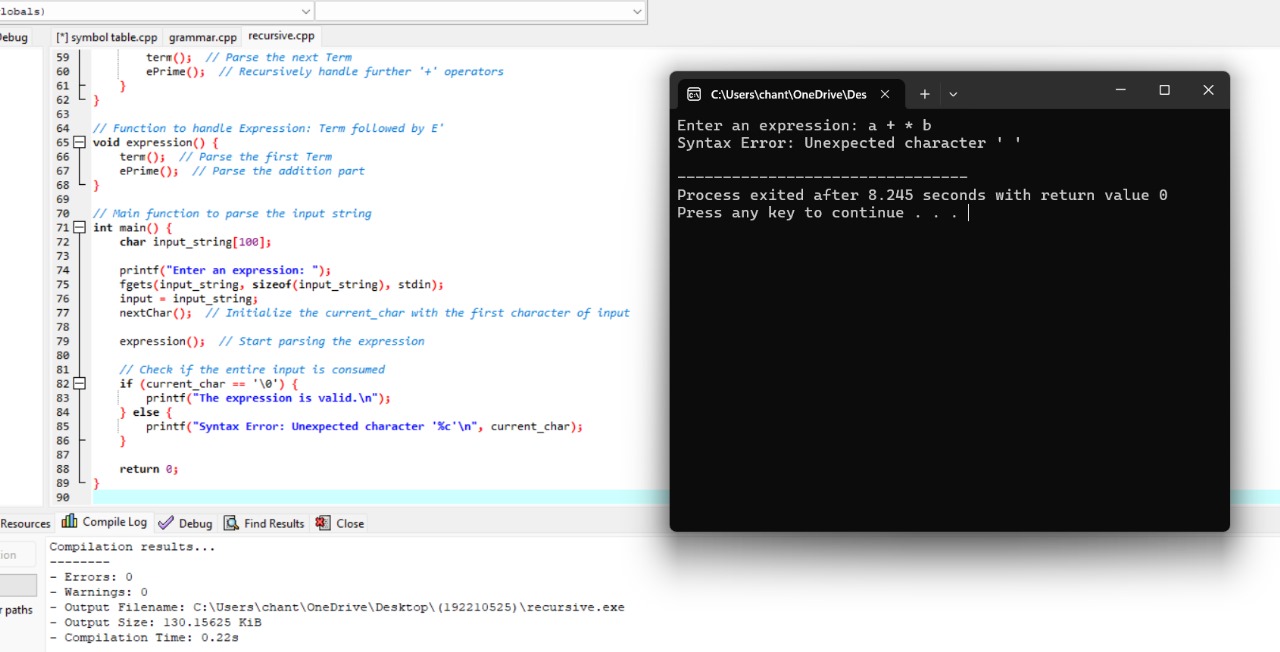 lobals)
Debug
[*] symbol table.cpp grammar.cpp recursive.cpp
59 term(); // Parse the next Term
60 ePrime(); // Recursively handle further '+' operators
61 }
62 }
63
64 // Function to handle Expression: Term followed by E'
65 void expression() {
66 term(); // Parse the first Term
67 ePrime(); // Parse the addition part
68 }
69
70 // Main function to parse the input string
71 int main() {
72 char input_string[100];
73
74 printf("Enter an expression: ");
75 fgets(input_string, sizeof(input_string), stdin);
76 input = input_string;
77 nextChar(); // Initialize the current_char with the first character of input
78
79 expression(); // Start parsing the expression
80
81 // Check if the entire input is consumed
82 if (current_char == '\0') {
83 printf("The expression is valid.\n");
84 } else {
85 printf("Syntax Error: Unexpected character '%c'\n", current_char);
86 }
87
88 return 0;
89 }
90
C:\Users\chant\OneDrive\Des
Enter an expression: a + * b
Syntax Error: Unexpected character ' '
--------------------------------
Process exited after 8.245 seconds with return value 0
Press any key to continue . . .
Resources Compile Log Debug Find Results Close
ion
r paths
Compilation results...
--------
- Errors: 0
- Warnings: 0
- Output Filename: C:\Users\chant\OneDrive\Desktop\(192210525)\recursive.exe
- Output Size: 130.15625 KiB
- Compilation Time: 0.22s